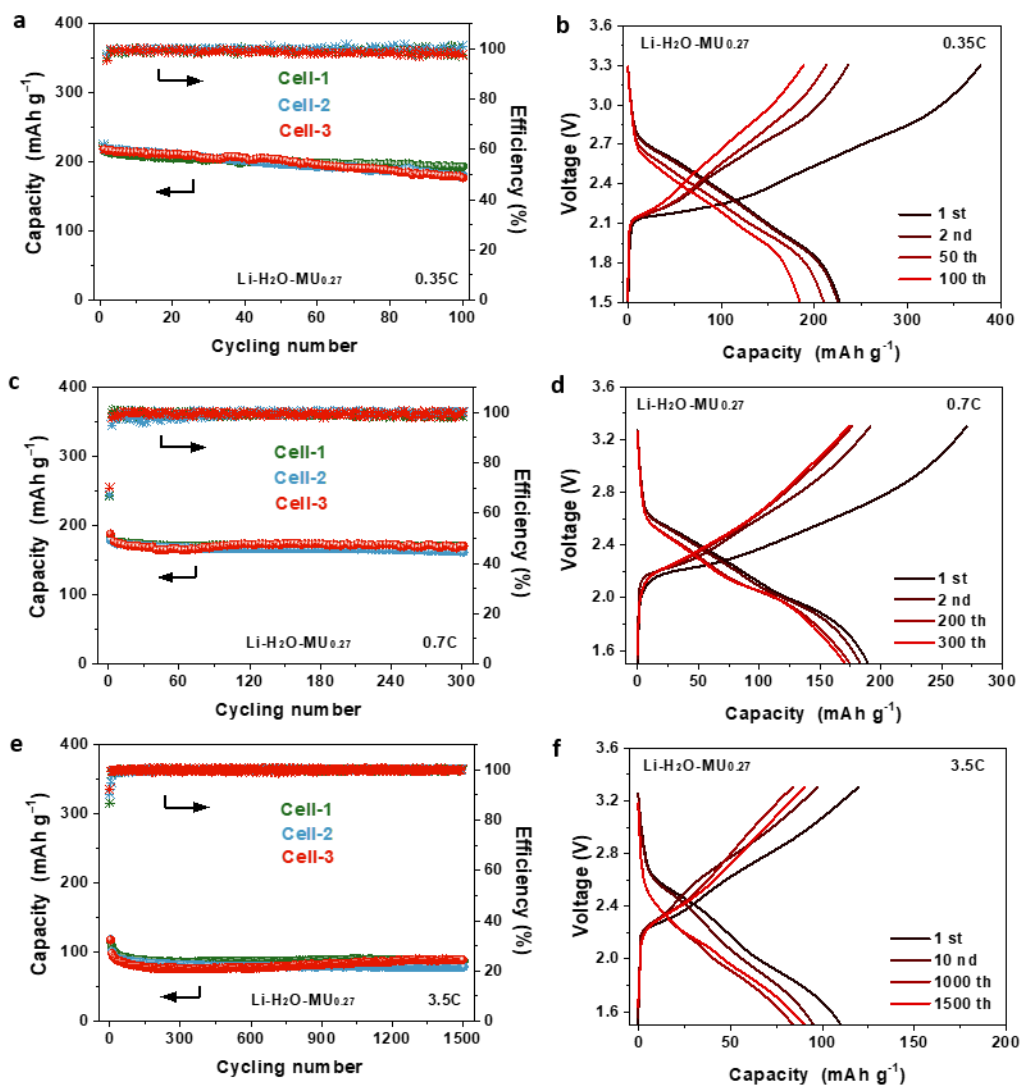 a
400
300
200
100
0
Capacity (mAh g⁻¹)
100
80
60
40
20
0
Efficiency (%)
Cell-1
Cell-2
Cell-3
Li-H₂O-MU₀.₂₇ 0.35C
0 20 40 60 80 100
Cycling number
b
Li-H₂O-MU₀.₂₇ 0.35C
3.6
3.3
3.0
2.7
2.4
2.1
1.8
1.5
Voltage (V)
1 st
2 nd
50 th
100 th
0 100 200 300 400
Capacity (mAh g⁻¹)
c
400
350
300
250
200
150
100
50
0
Capacity (mAh g⁻¹)
100
80
60
40
20
0
Efficiency (%)
Cell-1
Cell-2
Cell-3
Li-H₂O-MU₀.₂₇ 0.7C
0 60 120 180 240 300
Cycling number
d
Li-H₂O-MU₀.₂₇ 0.7C
3.6
3.2
2.8
2.4
2.0
1.6
Voltage (V)
1 st
2 nd
200 th
300 th
0 50 100 150 200 250 300
Capacity (mAh g⁻¹)
e
400
350
300
250
200
150
100
50
0
Capacity (mAh g⁻¹)
100
80
60
40
20
0
Efficiency (%)
Cell-1
Cell-2
Cell-3
Li-H₂O-MU₀.₂₇ 3.5C
0 300 600 900 1200 1500
Cycling number
f
Li-H₂O-MU₀.₂₇ 3.5C
3.6
3.2
2.8
2.4
2.0
1.6
Voltage (V)
1 st
10 nd
1000 th
1500 th
0 50 100 150 200
Capacity (mAh g⁻¹)